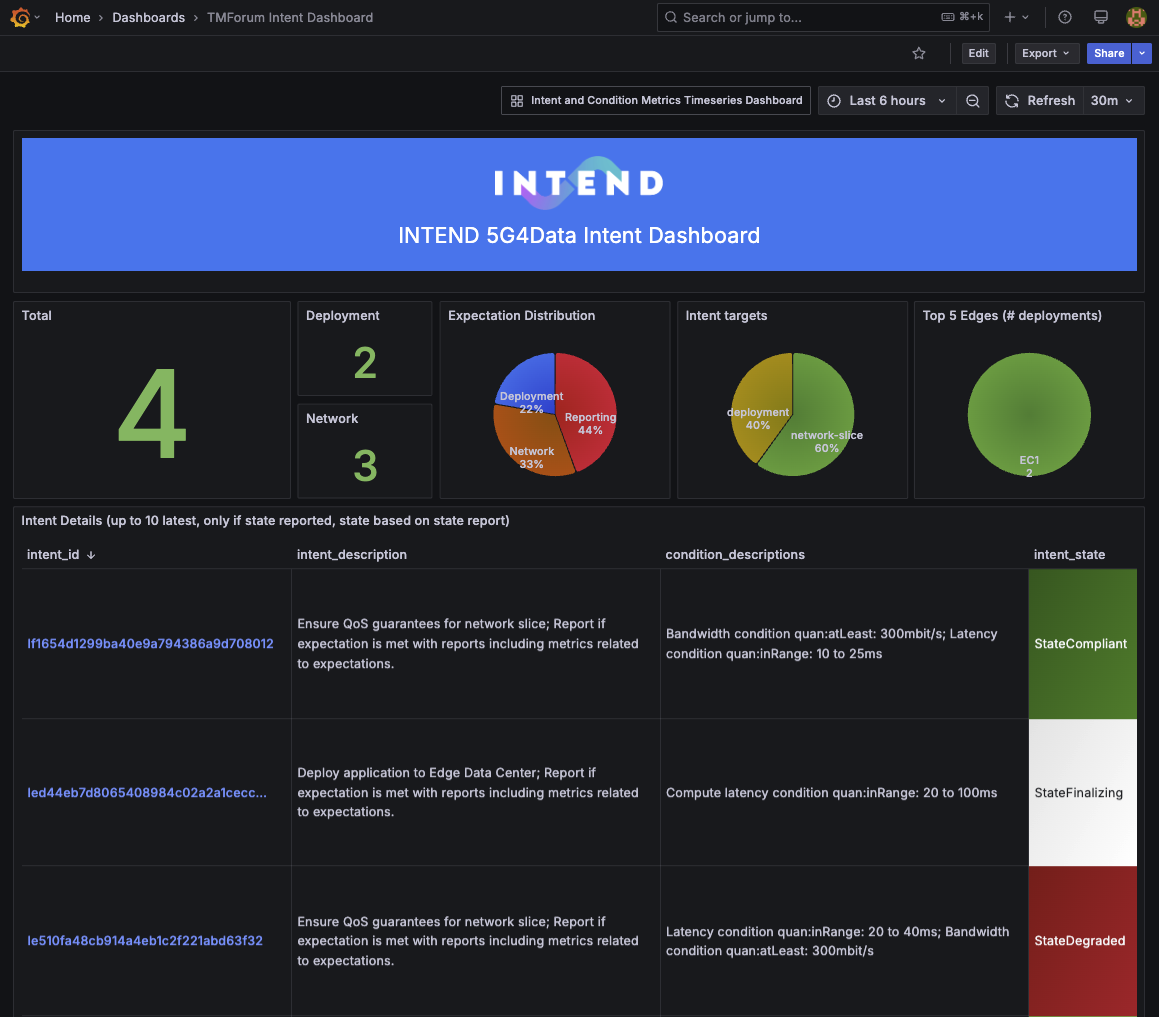 Home › Dashboards › TMForum Intent Dashboard
Search or jump to... ⌘+k
Edit Export Share
Intent and Condition Metrics Timeseries Dashboard Last 6 hours Refresh 30m
INTEND
INTEND 5G4Data Intent Dashboard
Total
4
Deployment
2
Network
3
Expectation Distribution
Deployment
22%
Reporting
44%
Network
33%
Intent targets
deployment
40%
network-slice
60%
Top 5 Edges (# deployments)
EC1
2
Intent Details (up to 10 latest, only if state reported, state based on state report)
intent_id ↓ intent_description condition_descriptions intent_state
If1654d1299ba40e9a794386a9d708012
Ensure QoS guarantees for network slice; Report if
expectation is met with reports including metrics related
to expectations.
Bandwidth condition quan:atLeast: 300mbit/s; Latency
condition quan:inRange: 10 to 25ms
StateCompliant
Ied44eb7d8065408984c02a2a1cecc...
Deploy application to Edge Data Center; Report if
expectation is met with reports including metrics related
to expectations.
Compute latency condition quan:inRange: 20 to 100ms
StateFinalizing
Ie510fa48cb914a4eb1c2f221abd63f32
Ensure QoS guarantees for network slice; Report if
expectation is met with reports including metrics related
to expectations.
Latency condition quan:inRange: 20 to 40ms; Bandwidth
condition quan:atLeast: 300mbit/s
StateDegraded